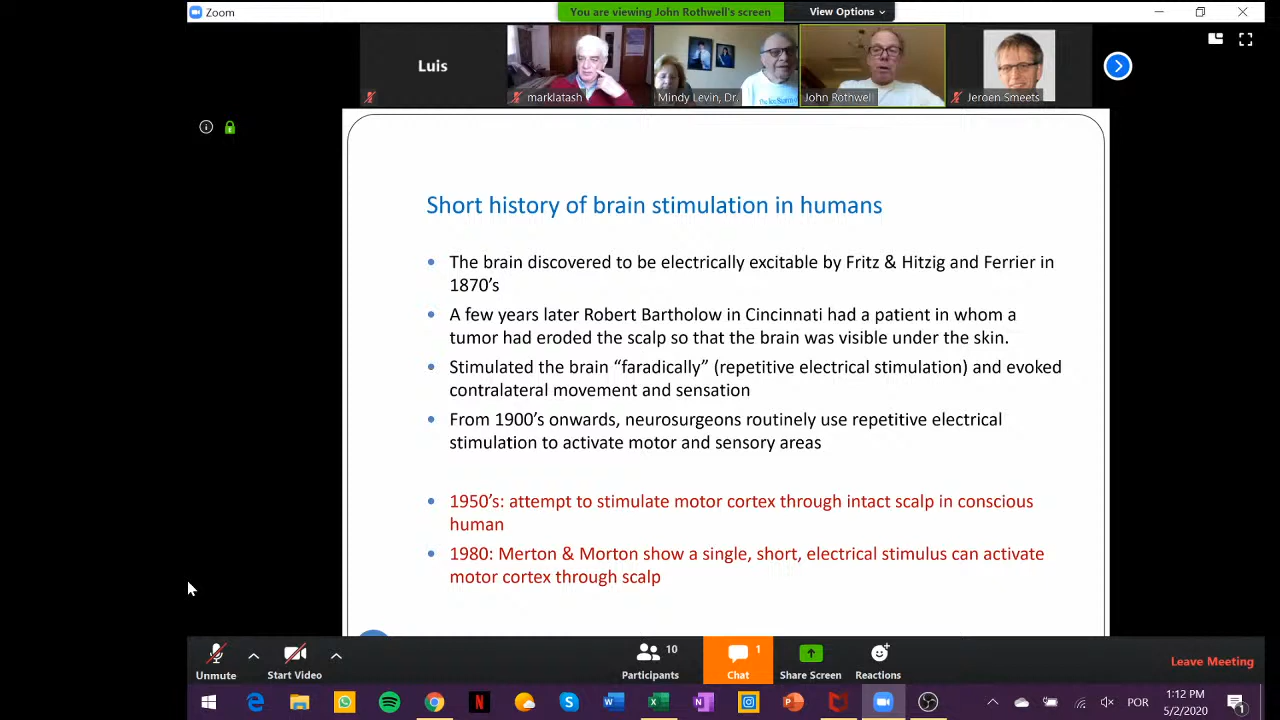 Zoom
You are viewing John Rothwell's screen
View Options
Luis
marklatash
Mindy Levin, Dr.
John Rothwell
Jeroen Smeets
Short history of brain stimulation in humans
The brain discovered to be electrically excitable by Fritz & Hitzig and Ferrier in
1870's
A few years later Robert Bartholow in Cincinnati had a patient in whom a
tumor had eroded the scalp so that the brain was visible under the skin.
Stimulated the brain “faradically” (repetitive electrical stimulation) and evoked
contralateral movement and sensation
From 1900's onwards, neurosurgeons routinely use repetitive electrical
stimulation to activate motor and sensory areas
1950's: attempt to stimulate motor cortex through intact scalp in conscious
human
1980: Merton & Morton show a single, short, electrical stimulus can activate
motor cortex through scalp
Unmute
Start Video
10
Participants
1
Chat
Share Screen
Reactions
Leave Meeting
POR
1:12 PM
5/2/2020
1